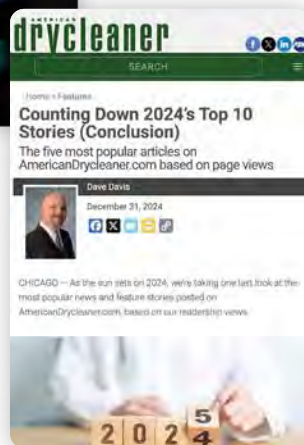 AMERICAN
drycleaner
SEARCH
Home > Features
Counting Down 2024's Top 10
Stories (Conclusion)
The five most popular articles on
AmericanDrycleaner.com based on page views
Dave Davis
December 31, 2024
CHICAGO — As the sun sets on 2024, we're taking one last look at the
most popular news and feature stories posted on
AmericanDrycleaner.com, based on our readership views.
5
2 0 2 4